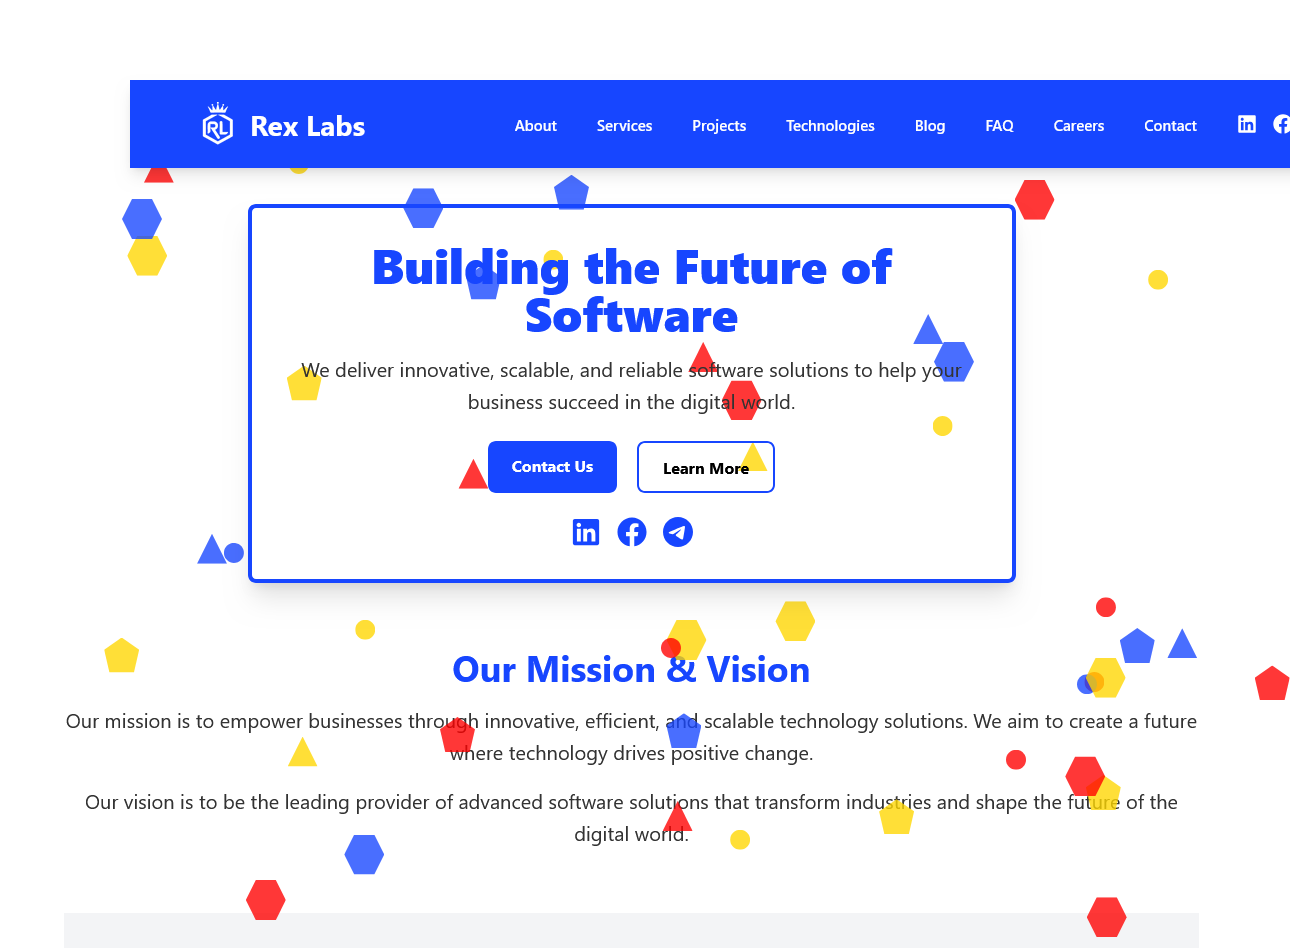 RL
Rex Labs
About Services Projects Technologies Blog FAQ Careers Contact
Building the Future of
Software
We deliver innovative, scalable, and reliable software solutions to help your
business succeed in the digital world.
Contact Us Learn More
Our Mission & Vision
Our mission is to empower businesses through innovative, efficient, and scalable technology solutions. We aim to create a future
where technology drives positive change.
Our vision is to be the leading provider of advanced software solutions that transform industries and shape the future of the
digital world.